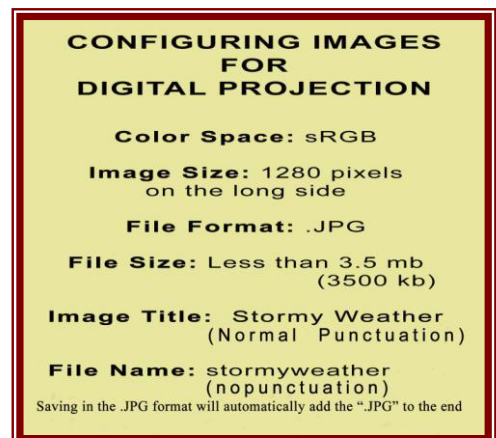 CONFIGURING IMAGES
FOR
DIGITAL PROJECTION
Color Space: sRGB
Image Size: 1280 pixels
on the long side
File Format: .JPG
File Size: Less than 3.5 mb
(3500 kb)
Image Title: Stormy Weather
(Normal Punctuation)
File Name: stormyweather
(nopunctuation)
Saving in the .JPG format will automatically add the “.JPG” to the end